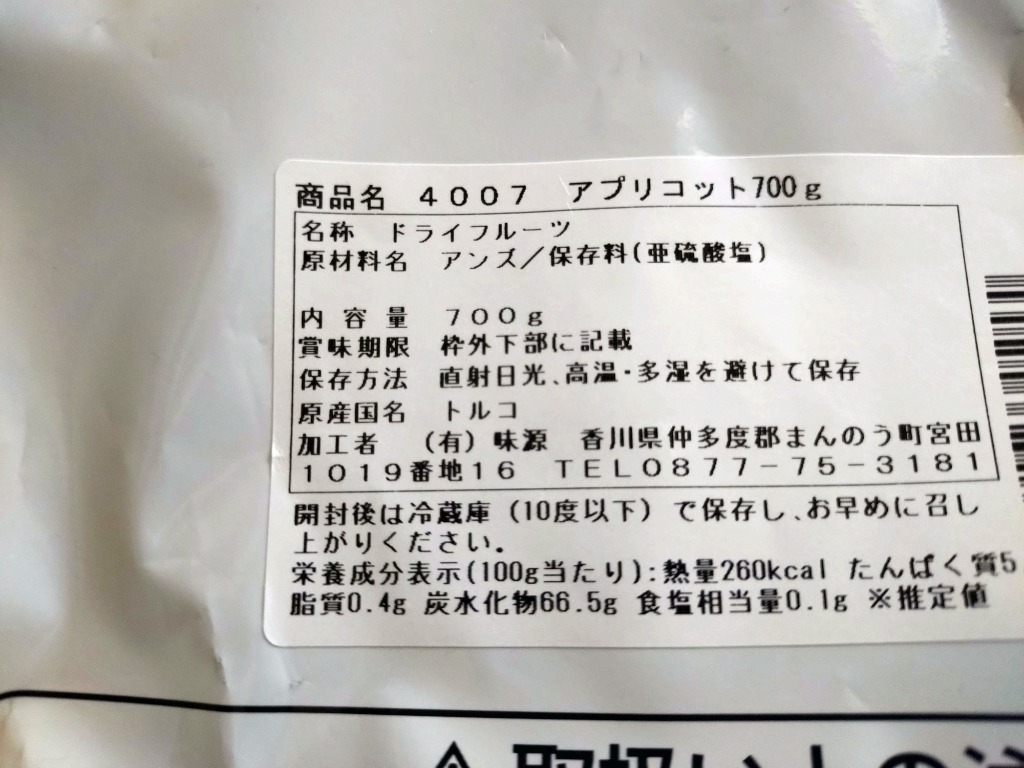 商品名 4007 アプリコット700g
名称 ドライフルーツ
原材料名 アンズ/保存料(亜硫酸塩)
内容量 700g
賞味期限 枠外下部に記載
保存方法 直射日光、高温・多湿を避けて保存
原産国名 トルコ
加工者 (有)味源 香川県仲多度郡まんのう町宮田
1019番地16 TEL0877-75-3181
開封後は冷蔵庫(10度以下)で保存し、お早めに召し
上がりください。
栄養成分表示(100g当たり):熱量260kcal たんぱく質5
脂質0.4g 炭水化物66.5g 食塩相当量0.1g ※推定値
取扱い上の注